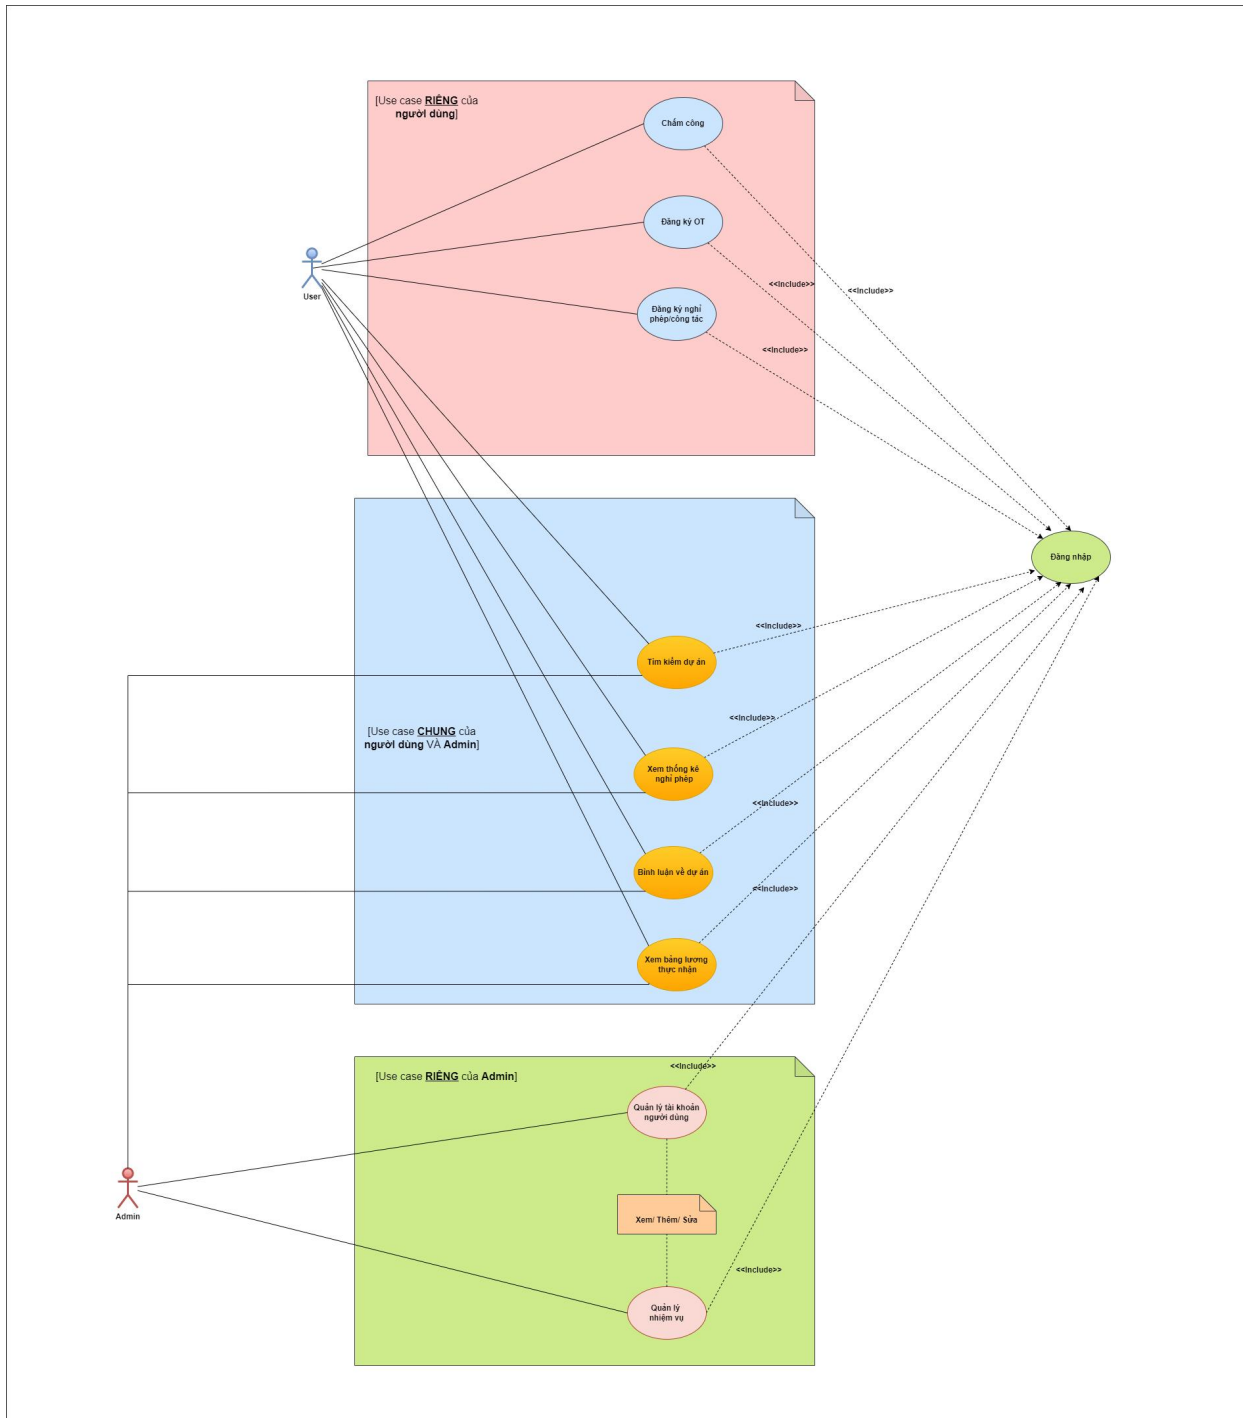 [Use case RIÊNG của
người dùng]
Chấm công
Đăng ký OT
User
<<Include>>
<<Include>>
Đăng ký nghỉ
phép/công tác
<<Include>>
Đăng nhập
<<Include>>
Tìm kiếm dự án
<<Include>>
[Use case CHUNG của
người dùng VÀ Admin]
Xem thống kê
nghỉ phép
<<Include>>
Bình luận về dự án
<<Include>>
Xem bảng lương
thực nhận
<<Include>>
[Use case RIÊNG của Admin]
Quản lý tài khoản
người dùng
Admin
Xem/ Thêm/ Sửa
<<Include>>
Quản lý
nhiệm vụ